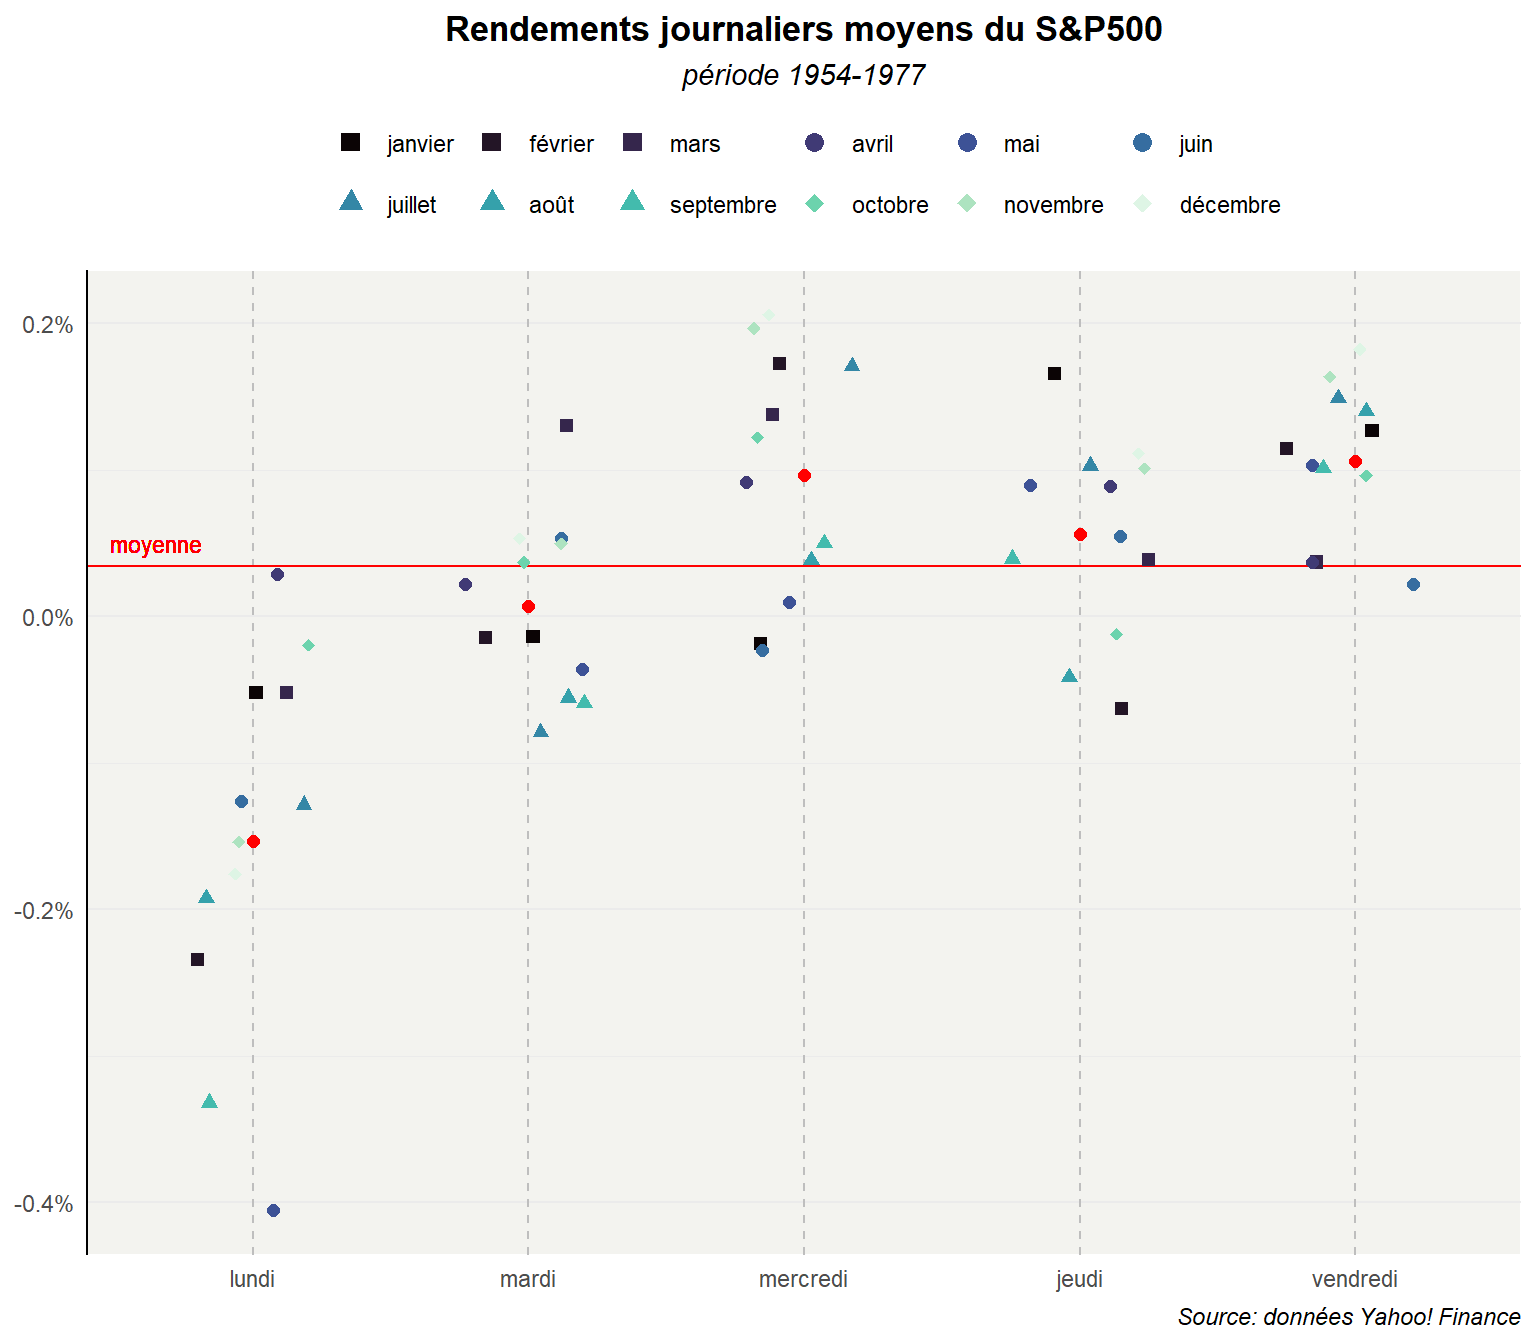 Rendements journaliers moyens du S&P500
période 1954-1977
janvier février mars avril mai juin
juillet août septembre octobre novembre décembre
0.2%
moyenne
0.0%
-0.2%
-0.4%
lundi mardi mercredi jeudi vendredi
Source: données Yahoo! Finance